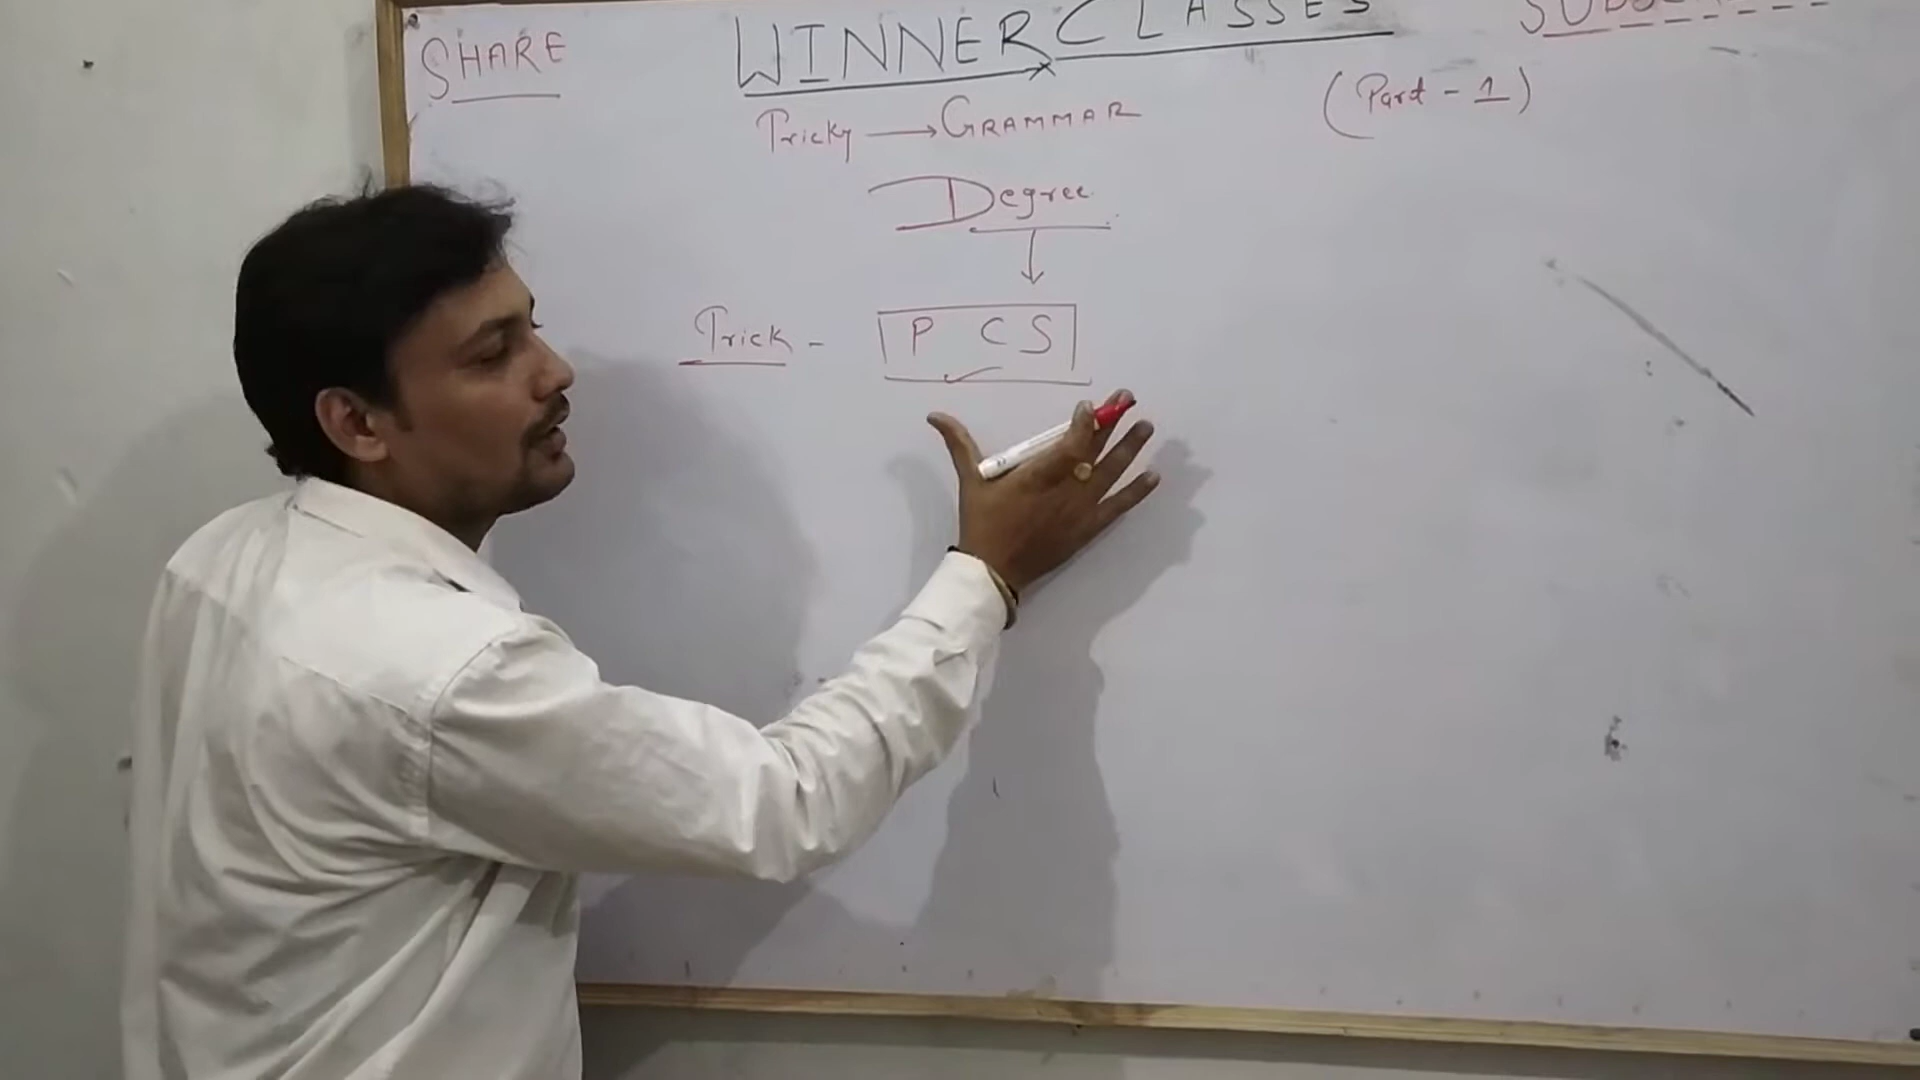 SHARE
WINNER CLASSES
Tricky → GRAMMAR
(Part - 1)
Degree
↓
Trick - P C S